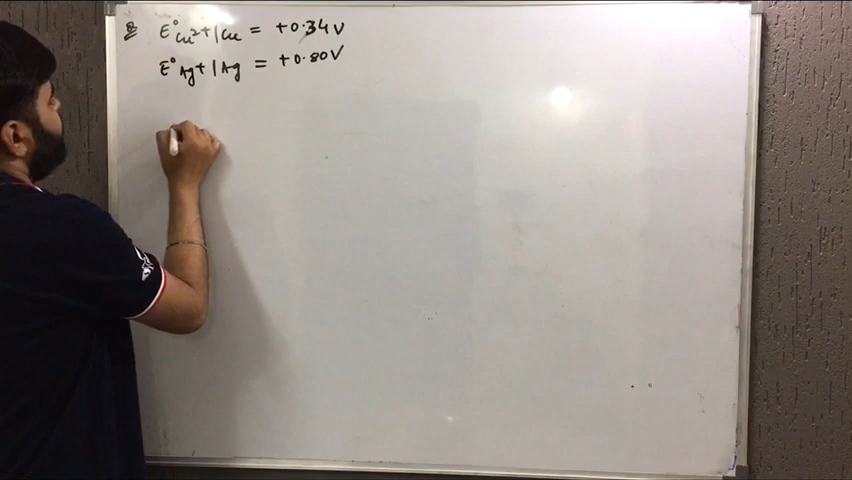 Q E°Cu²+|Cu = +0.34V
E°Ag+|Ag = +0.80V